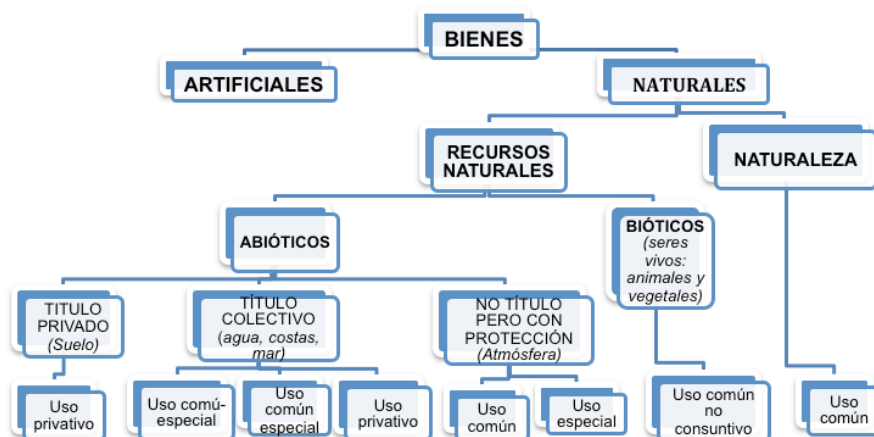 BIENES
ARTIFICIALES
NATURALES
RECURSOS
NATURALES
NATURALEZA
ABIÓTICOS
BIÓTICOS
(seres
vivos:
animales y
vegetales)
TITULO
PRIVADO
(Suelo)
TÍTULO
COLECTIVO
(agua, costas,
mar)
NO TÍTULO
PERO CON
PROTECCIÓN
(Atmósfera)
Uso
privativo
Uso comú-
especial
Uso
común
especial
Uso
privativo
Uso
común
Uso
especial
Uso común
no
consuntivo
Uso
común